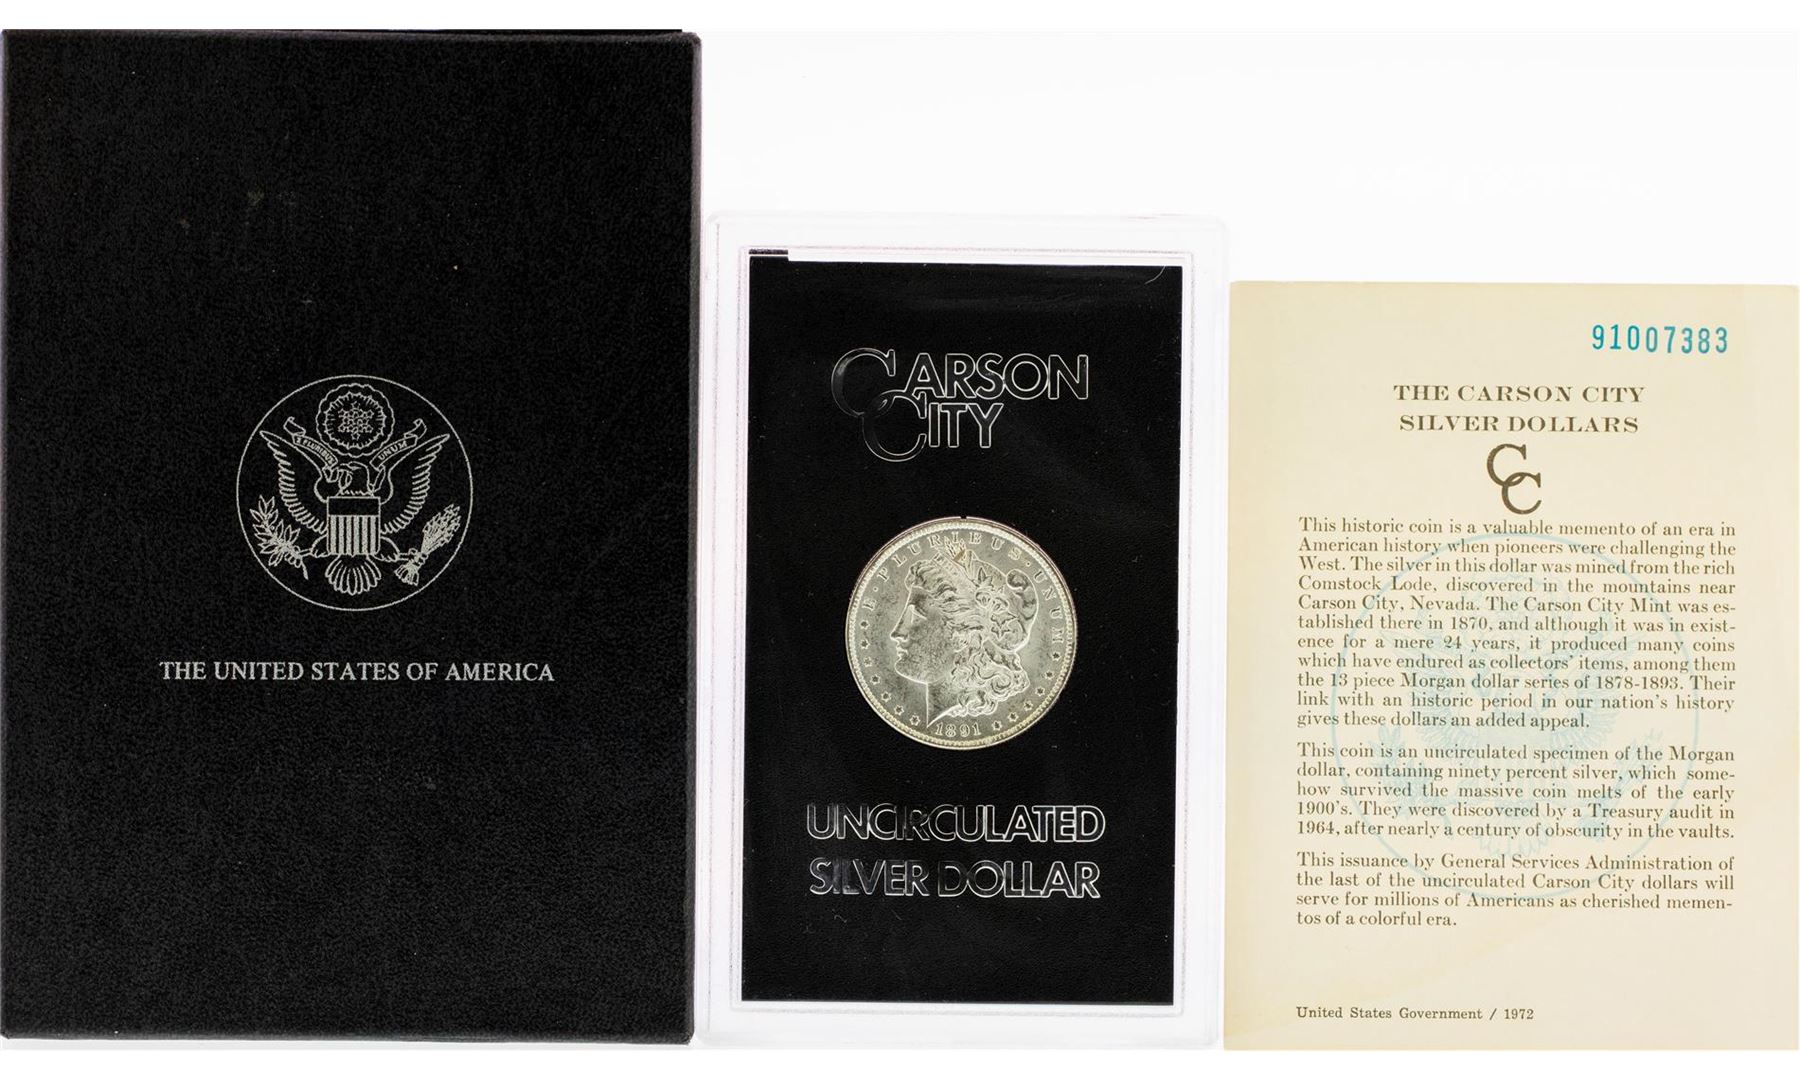 E PLURIBUS
UNUM
THE UNITED STATES OF AMERICA
CARSON
CITY
E · PLURIBUS · UNUM
1891
UNCIRCULATED
SILVER DOLLAR
91007383
THE CARSON CITY
SILVER DOLLARS
CC
This historic coin is a valuable memento of an era in
American history when pioneers were challenging the
West. The silver in this dollar was mined from the rich
Comstock Lode, discovered in the mountains near
Carson City, Nevada. The Carson City Mint was es-
tablished there in 1870, and although it was in exist-
ence for a mere 24 years, it produced many coins
which have endured as collectors' items, among them
the 13 piece Morgan dollar series of 1878-1893. Their
link with an historic period in our nation's history
gives these dollars an added appeal.
This coin is an uncirculated specimen of the Morgan
dollar, containing ninety percent silver, which some-
how survived the massive coin melts of the early
1900's. They were discovered by a Treasury audit in
1964, after nearly a century of obscurity in the vaults.
This issuance by General Services Administration of
the last of the uncirculated Carson City dollars will
serve for millions of Americans as cherished memen-
tos of a colorful era.
United States Government / 1972